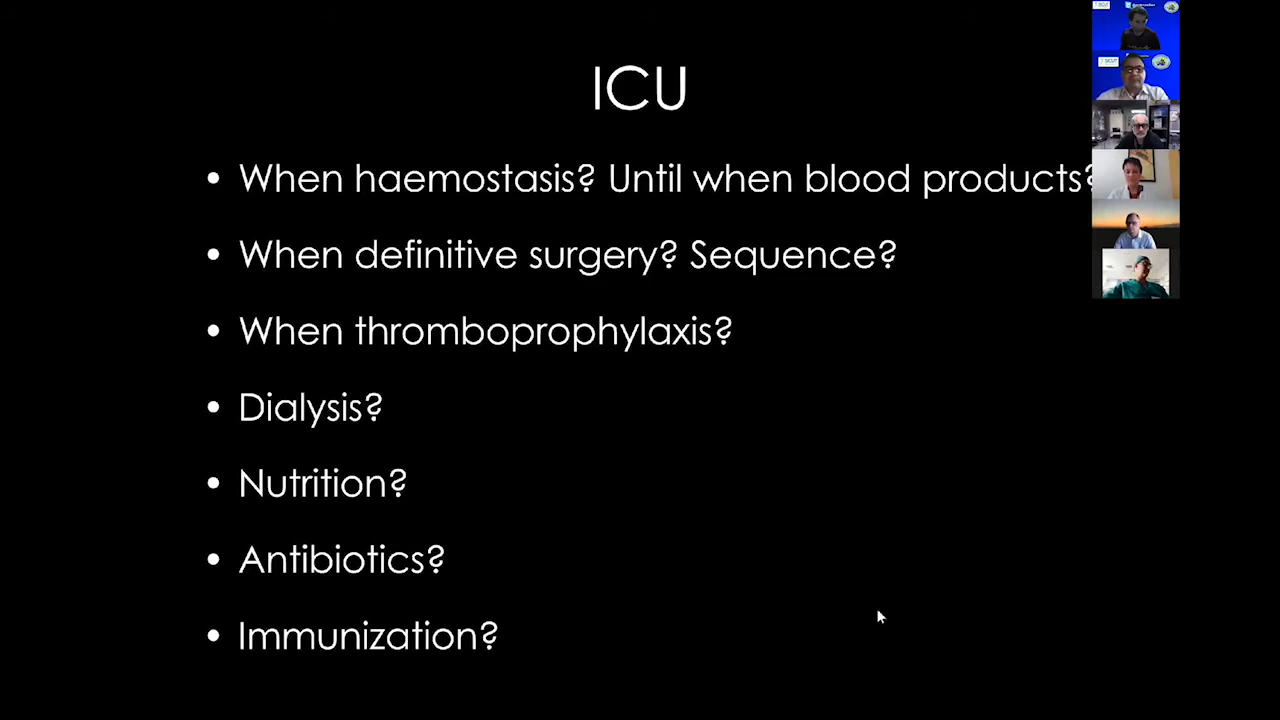 ICU
• When haemostasis? Until when blood products?
• When definitive surgery? Sequence?
• When thromboprophylaxis?
• Dialysis?
• Nutrition?
• Antibiotics?
• Immunization?